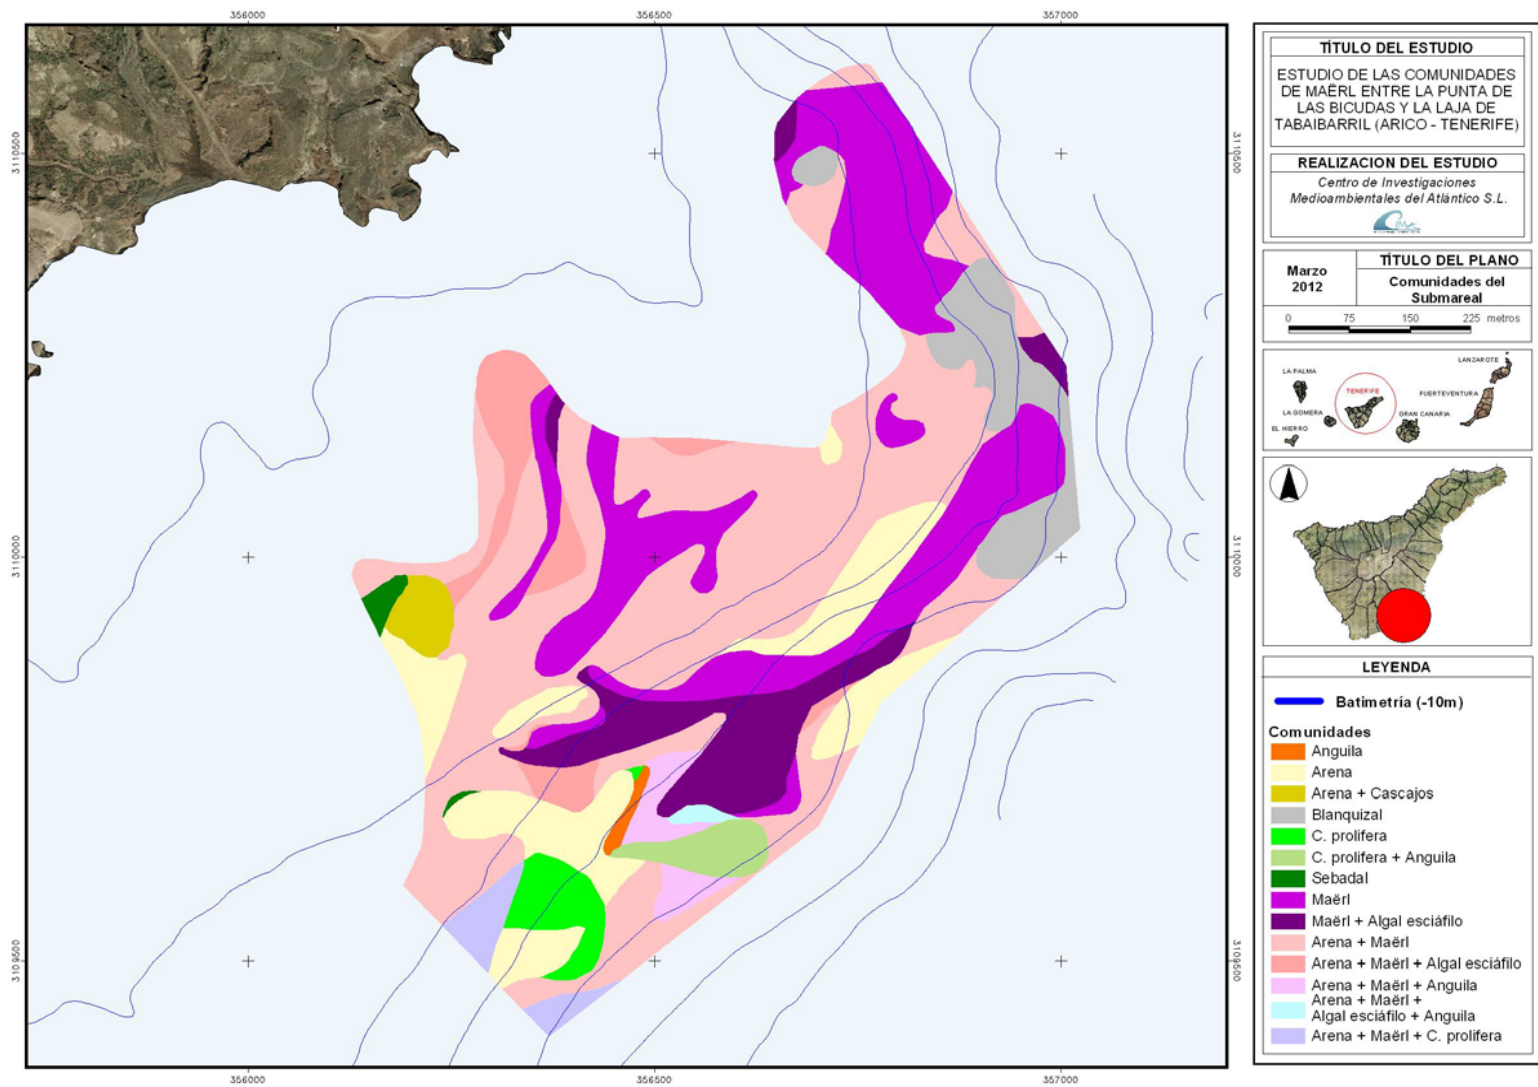 356000
356500
357000
3110500
3110000
3109500
3110500
3110000
3109500
356000
356500
357000
TÍTULO DEL ESTUDIO
ESTUDIO DE LAS COMUNIDADES
DE MAËRL ENTRE LA PUNTA DE
LAS BICUDAS Y LA LAJA DE
TABAIBARRIL (ARICO - TENERIFE)
REALIZACION DEL ESTUDIO
Centro de Investigaciones
Medioambientales del Atlántico S.L.
Marzo
2012
TÍTULO DEL PLANO
Comunidades del
Submareal
0 75 150 225 metros
LANZAROTE
LA PALMA
TENERIFE
FUERTEVENTURA
LA GOMERA
GRAN CANARIA
EL HIERRO
LEYENDA
Batimetría (-10m)
Comunidades
Anguila
Arena
Arena + Cascajos
Blanquizal
C. prolifera
C. prolifera + Anguila
Sebadal
Maërl
Maërl + Algal esciáfilo
Arena + Maërl
Arena + Maërl + Algal esciáfilo
Arena + Maërl + Anguila
Arena + Maërl +
Algal esciáfilo + Anguila
Arena + Maërl + C. prolifera